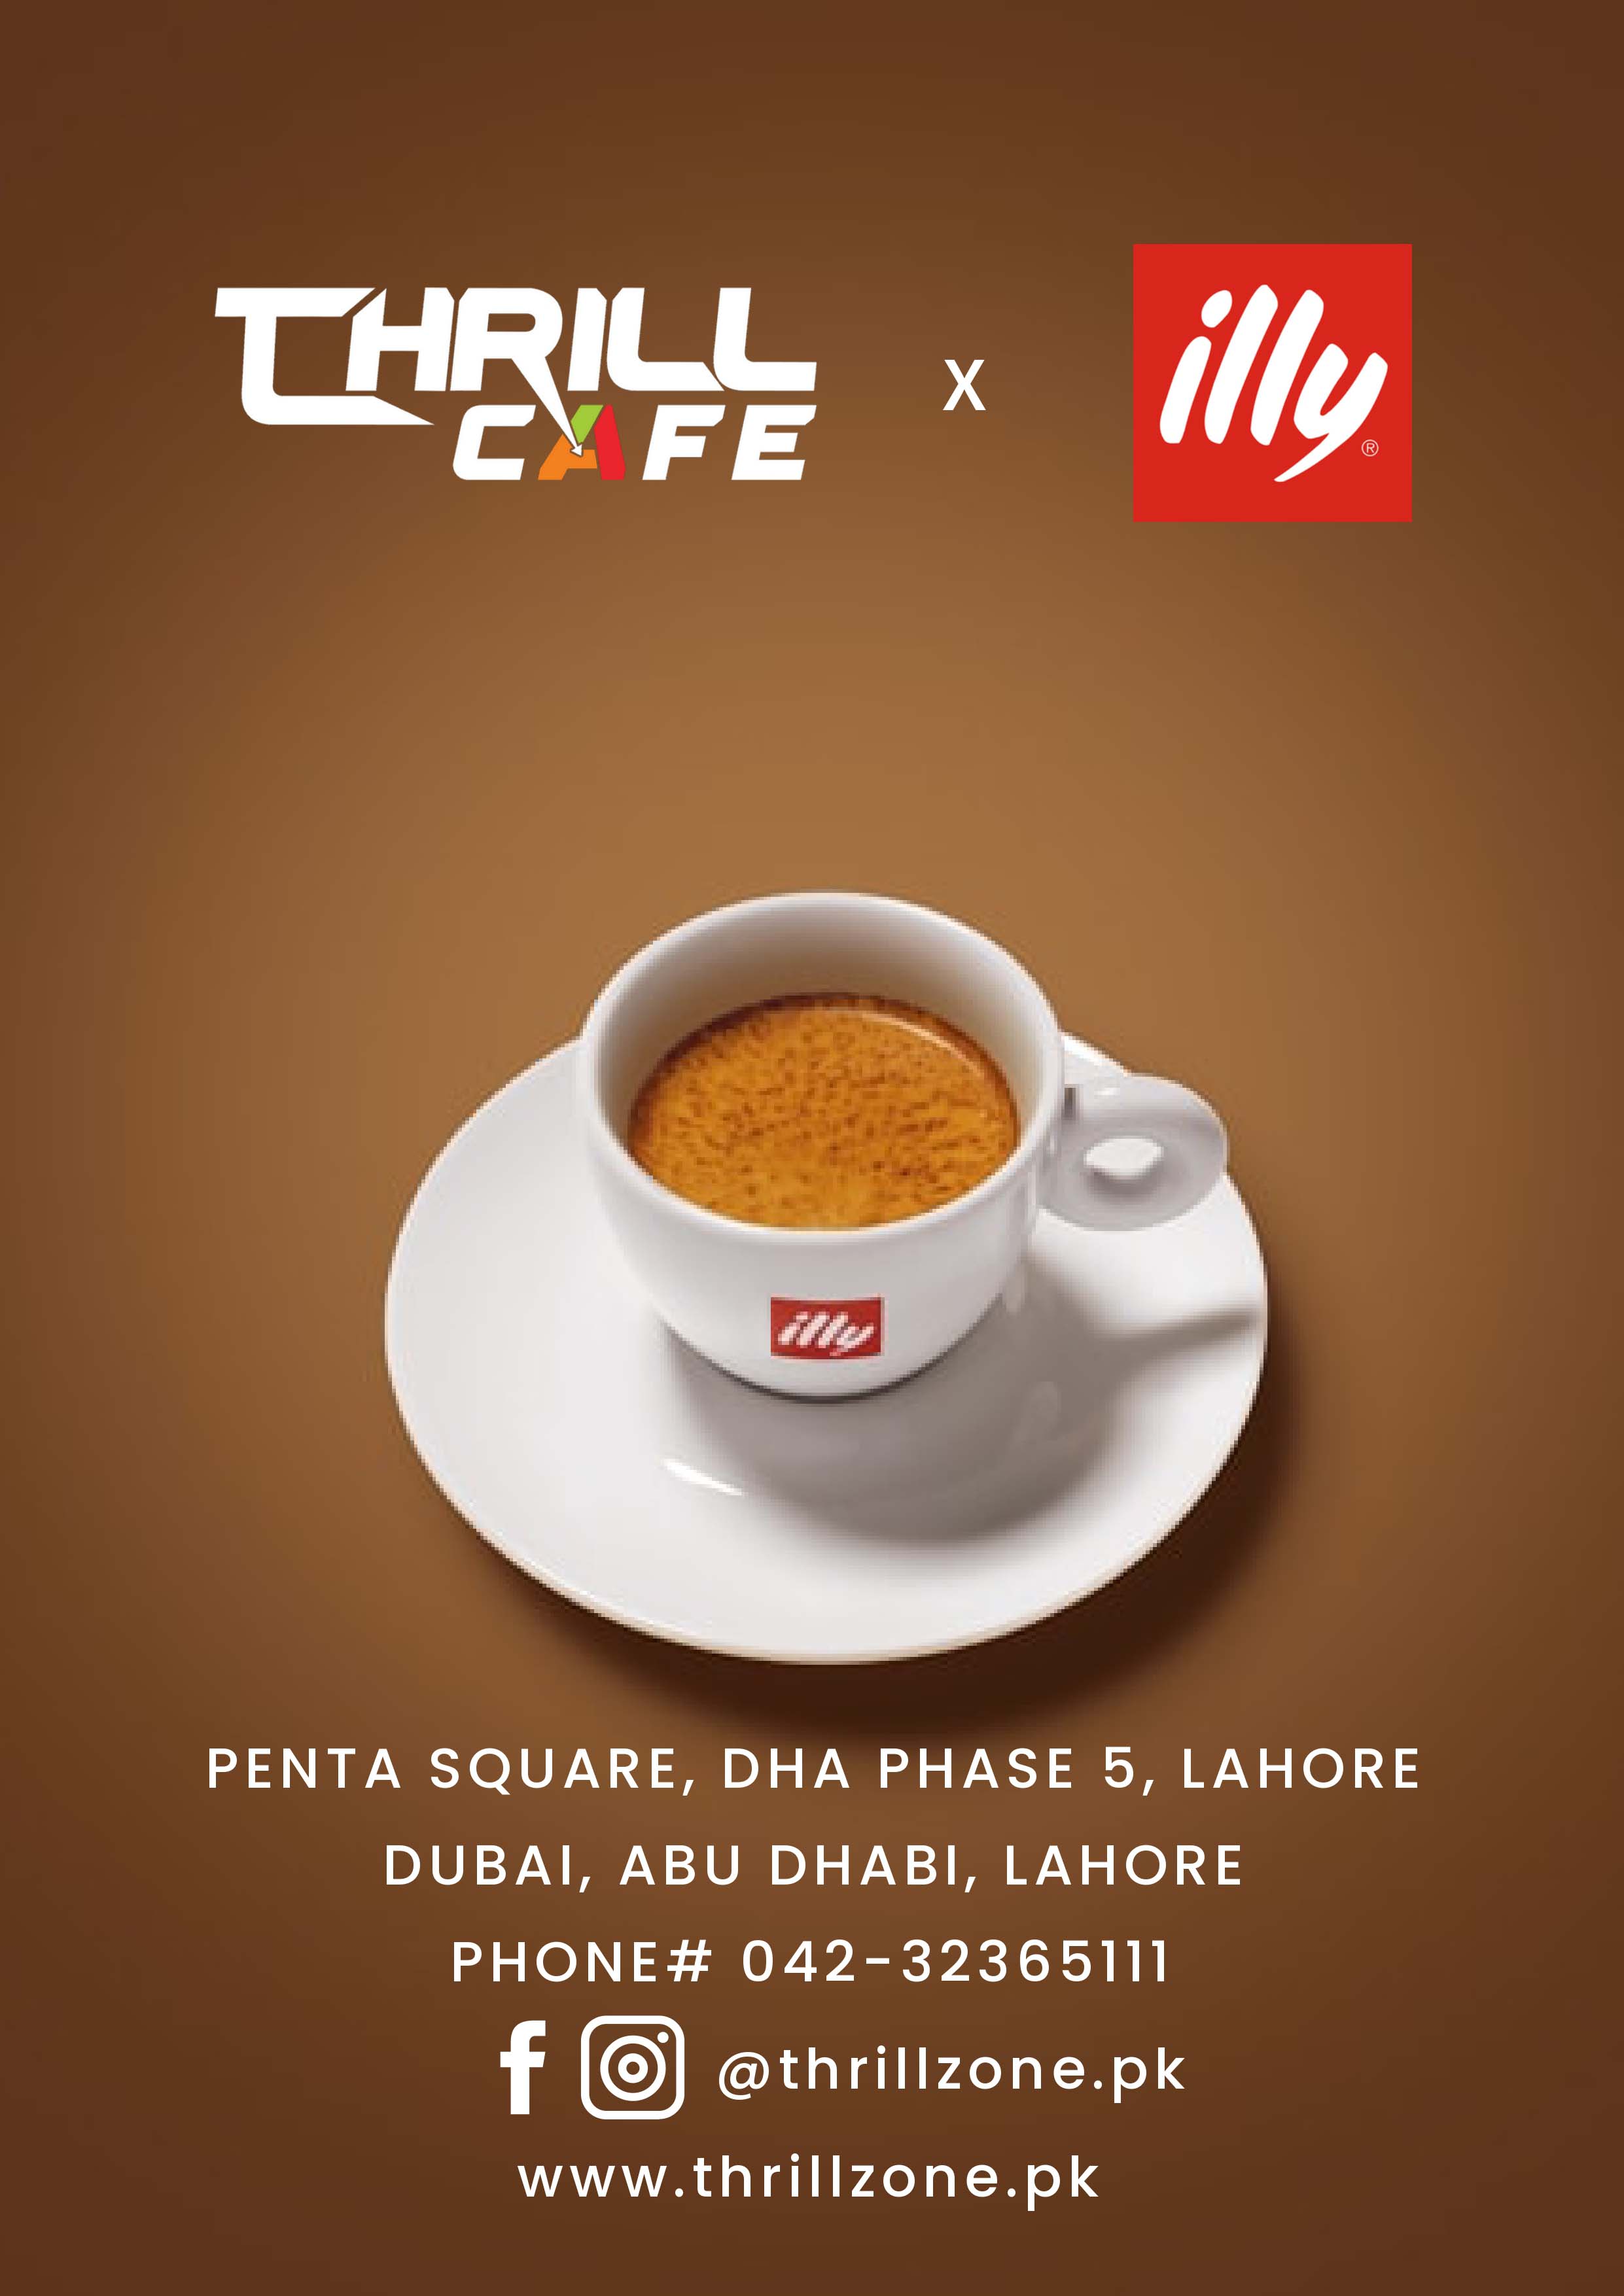 THRILL
CAFE
X
illy®
illy
PENTA SQUARE, DHA PHASE 5, LAHORE
DUBAI, ABU DHABI, LAHORE
PHONE# 042-32365111
@thrillzone.pk
www.thrillzone.pk